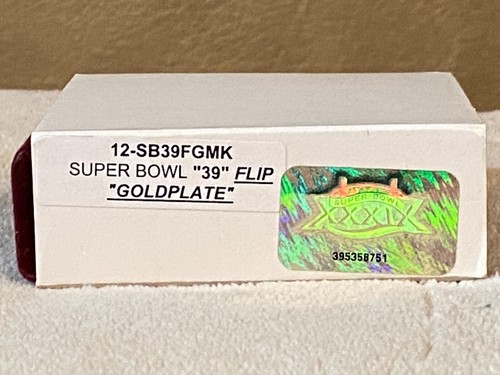 12-SB39FGMK
SUPER BOWL "39" FLIP
"GOLDPLATE"
SUPER BOWL
XXXIX
395358751